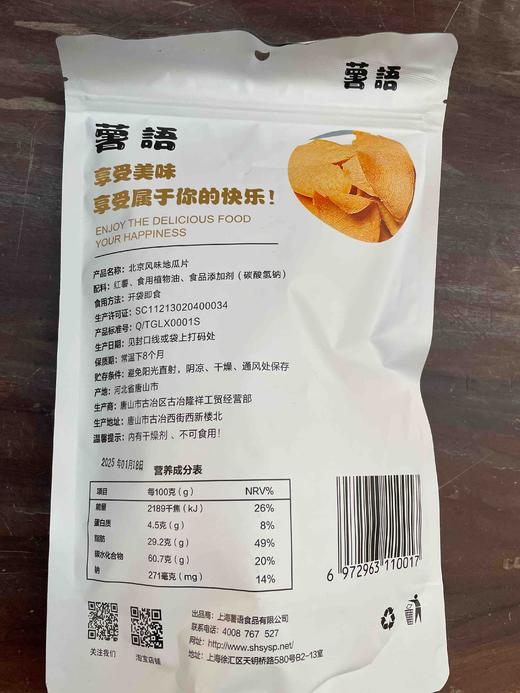 薯語
薯語
享受美味
享受属于你的快乐！
ENJOY THE DELICIOUS FOOD
YOUR HAPPINESS
产品名称：北京风味地瓜片
配料：红薯、食用植物油、食品添加剂（碳酸氢钠）
食用方法：开袋即食
生产许可证：SC11213020400034
产品标准号：Q/TGLX0001S
生产日期：见封口线或袋上打码处
保质期：常温下8个月
贮存条件：避免阳光直射，阴凉、干燥、通风处保存
产地：河北省唐山市
生产商：唐山市古冶区古冶隆祥工贸经营部
地址：唐山市古冶西街西新楼北
温馨提示：内有干燥剂 、不可食用！
2025 年01月18日
营养成分表
项目 每100克（g） NRV%
能量 2189千焦（kJ） 26%
蛋白质 4.5克（g） 8%
脂肪 29.2克（g） 49%
碳水化合物 60.7克（g） 20%
钠 271毫克（mg） 14%
6 972963 110017
关注我们
淘宝店铺
出品商：上海薯语食品有限公司
联系电话：4008 767 527
网址：http://www.shsysp.net/
地址：上海徐汇区天钥桥路580号B2-13室